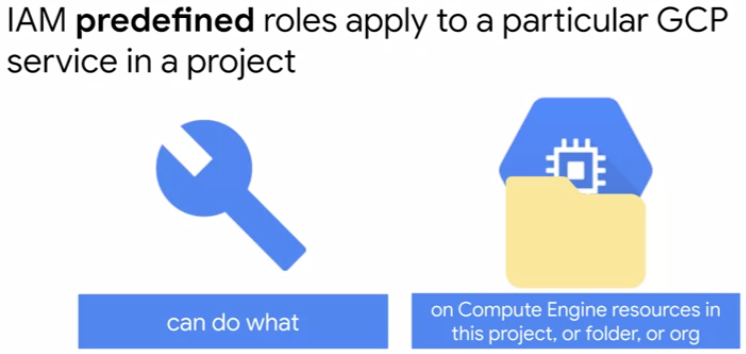 IAM predefined roles apply to a particular GCP
service in a project
can do what
on Compute Engine resources in
this project, or folder, or org